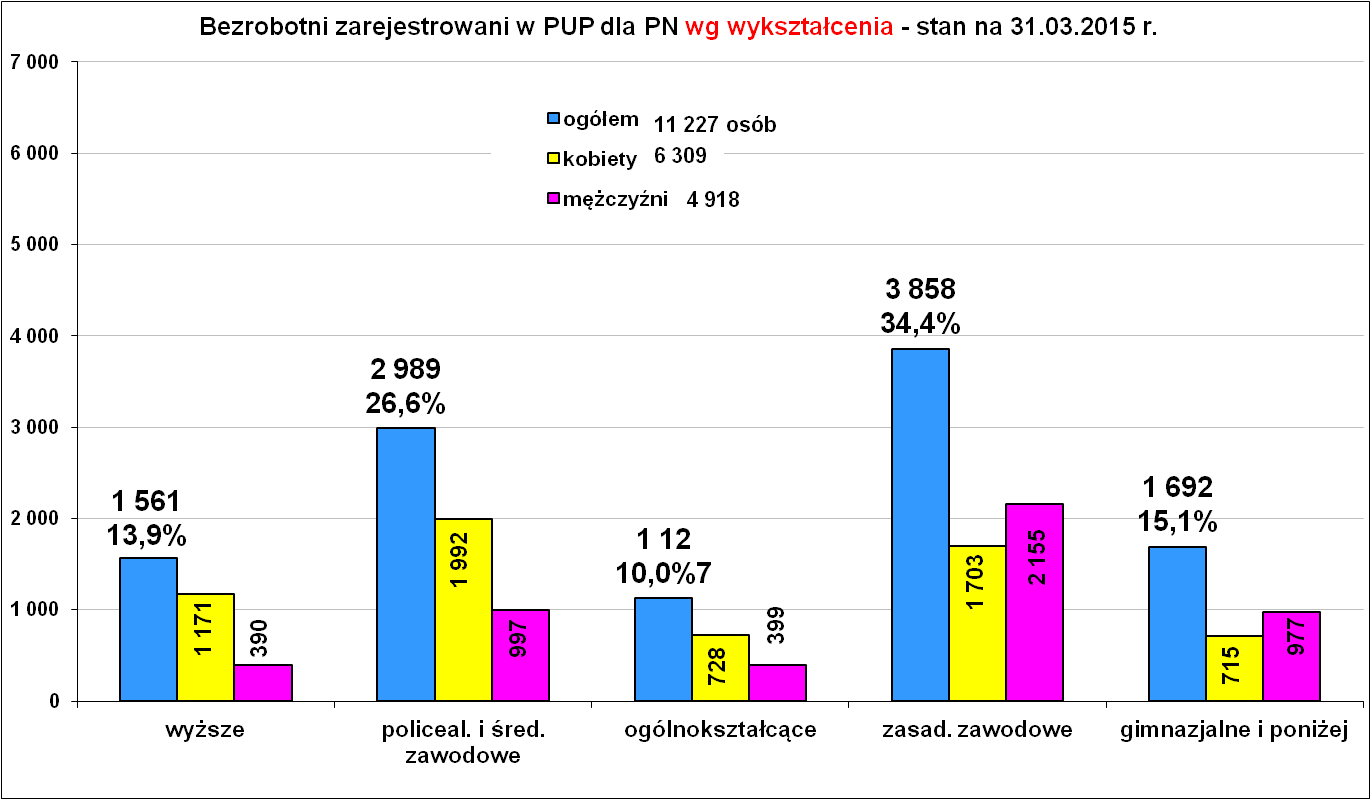 Bezrobotni zarejestrowani w PUP dla PN wg wykształcenia - stan na 31.03.2015 r.
7 000
6 000
5 000
4 000
3 000
2 000
1 000
0
ogółem 11 227 osób
kobiety 6 309
mężczyźni 4 918
1 561
13,9%
1 171
390
2 989
26,6%
1 992
997
1 12
10,0%7
728
399
3 858
34,4%
1 703
2 155
1 692
15,1%
715
977
wyższe
policeal. i śred.
zawodowe
ogólnokształcące
zasad. zawodowe
gimnazjalne i poniżej